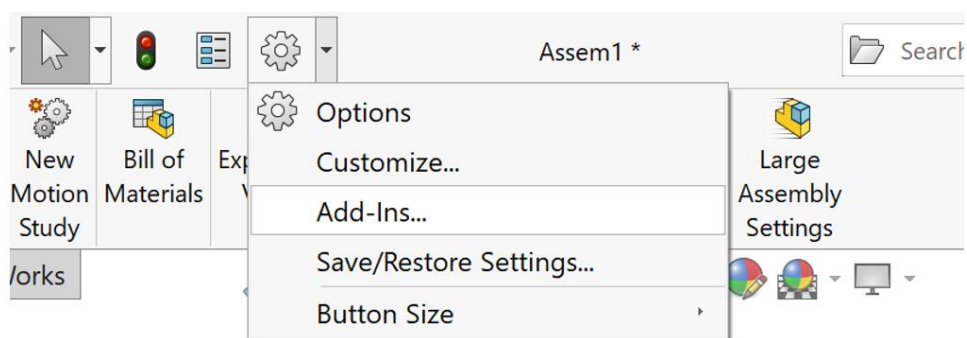 Assem1 *
Search
Options
Customize...
Add-Ins...
Save/Restore Settings...
Button Size
New
Motion
Study
Bill of
Materials
Large
Assembly
Settings